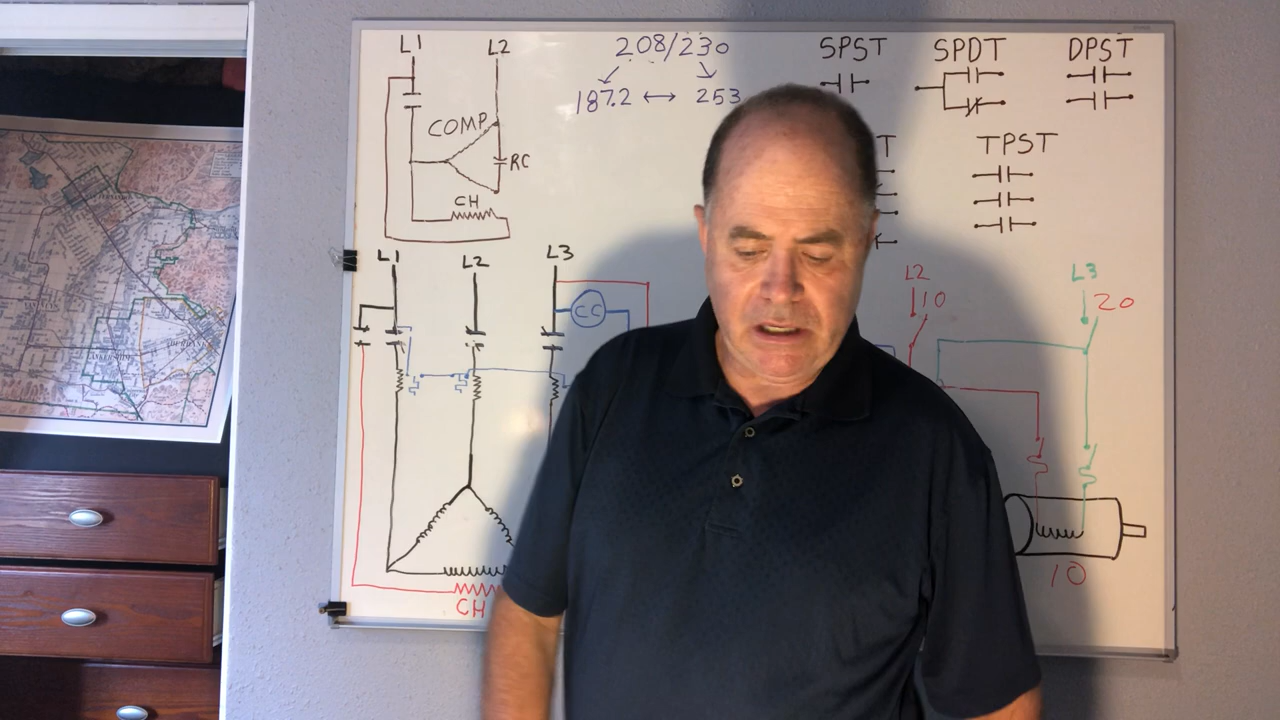 L1 L2
208/230
187.2 ↔ 253
COMP
RC
CH
SPST SPDT DPST
T TPST
L1 L2 L3
CC
CH
L2
10
L3
20
10